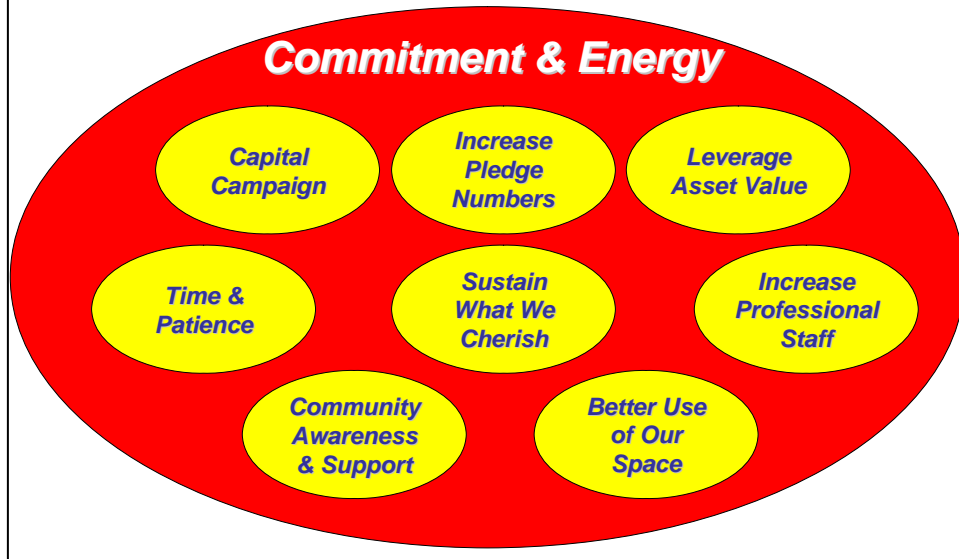 Commitment & Energy
Capital
Campaign
Increase
Pledge
Numbers
Leverage
Asset Value
Time &
Patience
Sustain
What We
Cherish
Increase
Professional
Staff
Community
Awareness
& Support
Better Use
of Our
Space